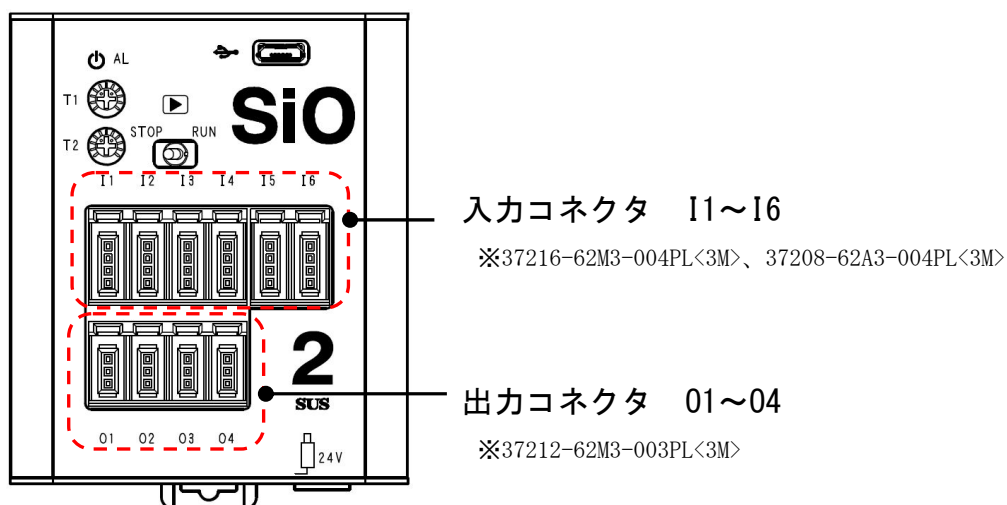 AL
T1
SiO
STOP RUN
T2
I1 I2 I3 I4 I5 I6
入力コネクタ I1～I6
※37216-62M3-004PL<3M>、37208-62A3-004PL<3M>
2
SUS
出力コネクタ O1～O4
※37212-62M3-003PL<3M>
O1 O2 O3 O4
24V